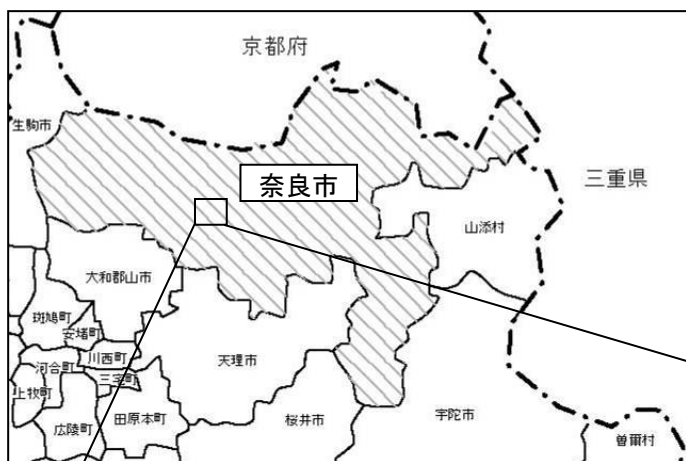 京都府
生駒市
奈良市
三重県
山添村
大和郡山市
斑鳩町
安堵町
川西町
天理市
河合町
三宅町
上牧町
田原本町
広陵町
桜井市
宇陀市
曽爾村